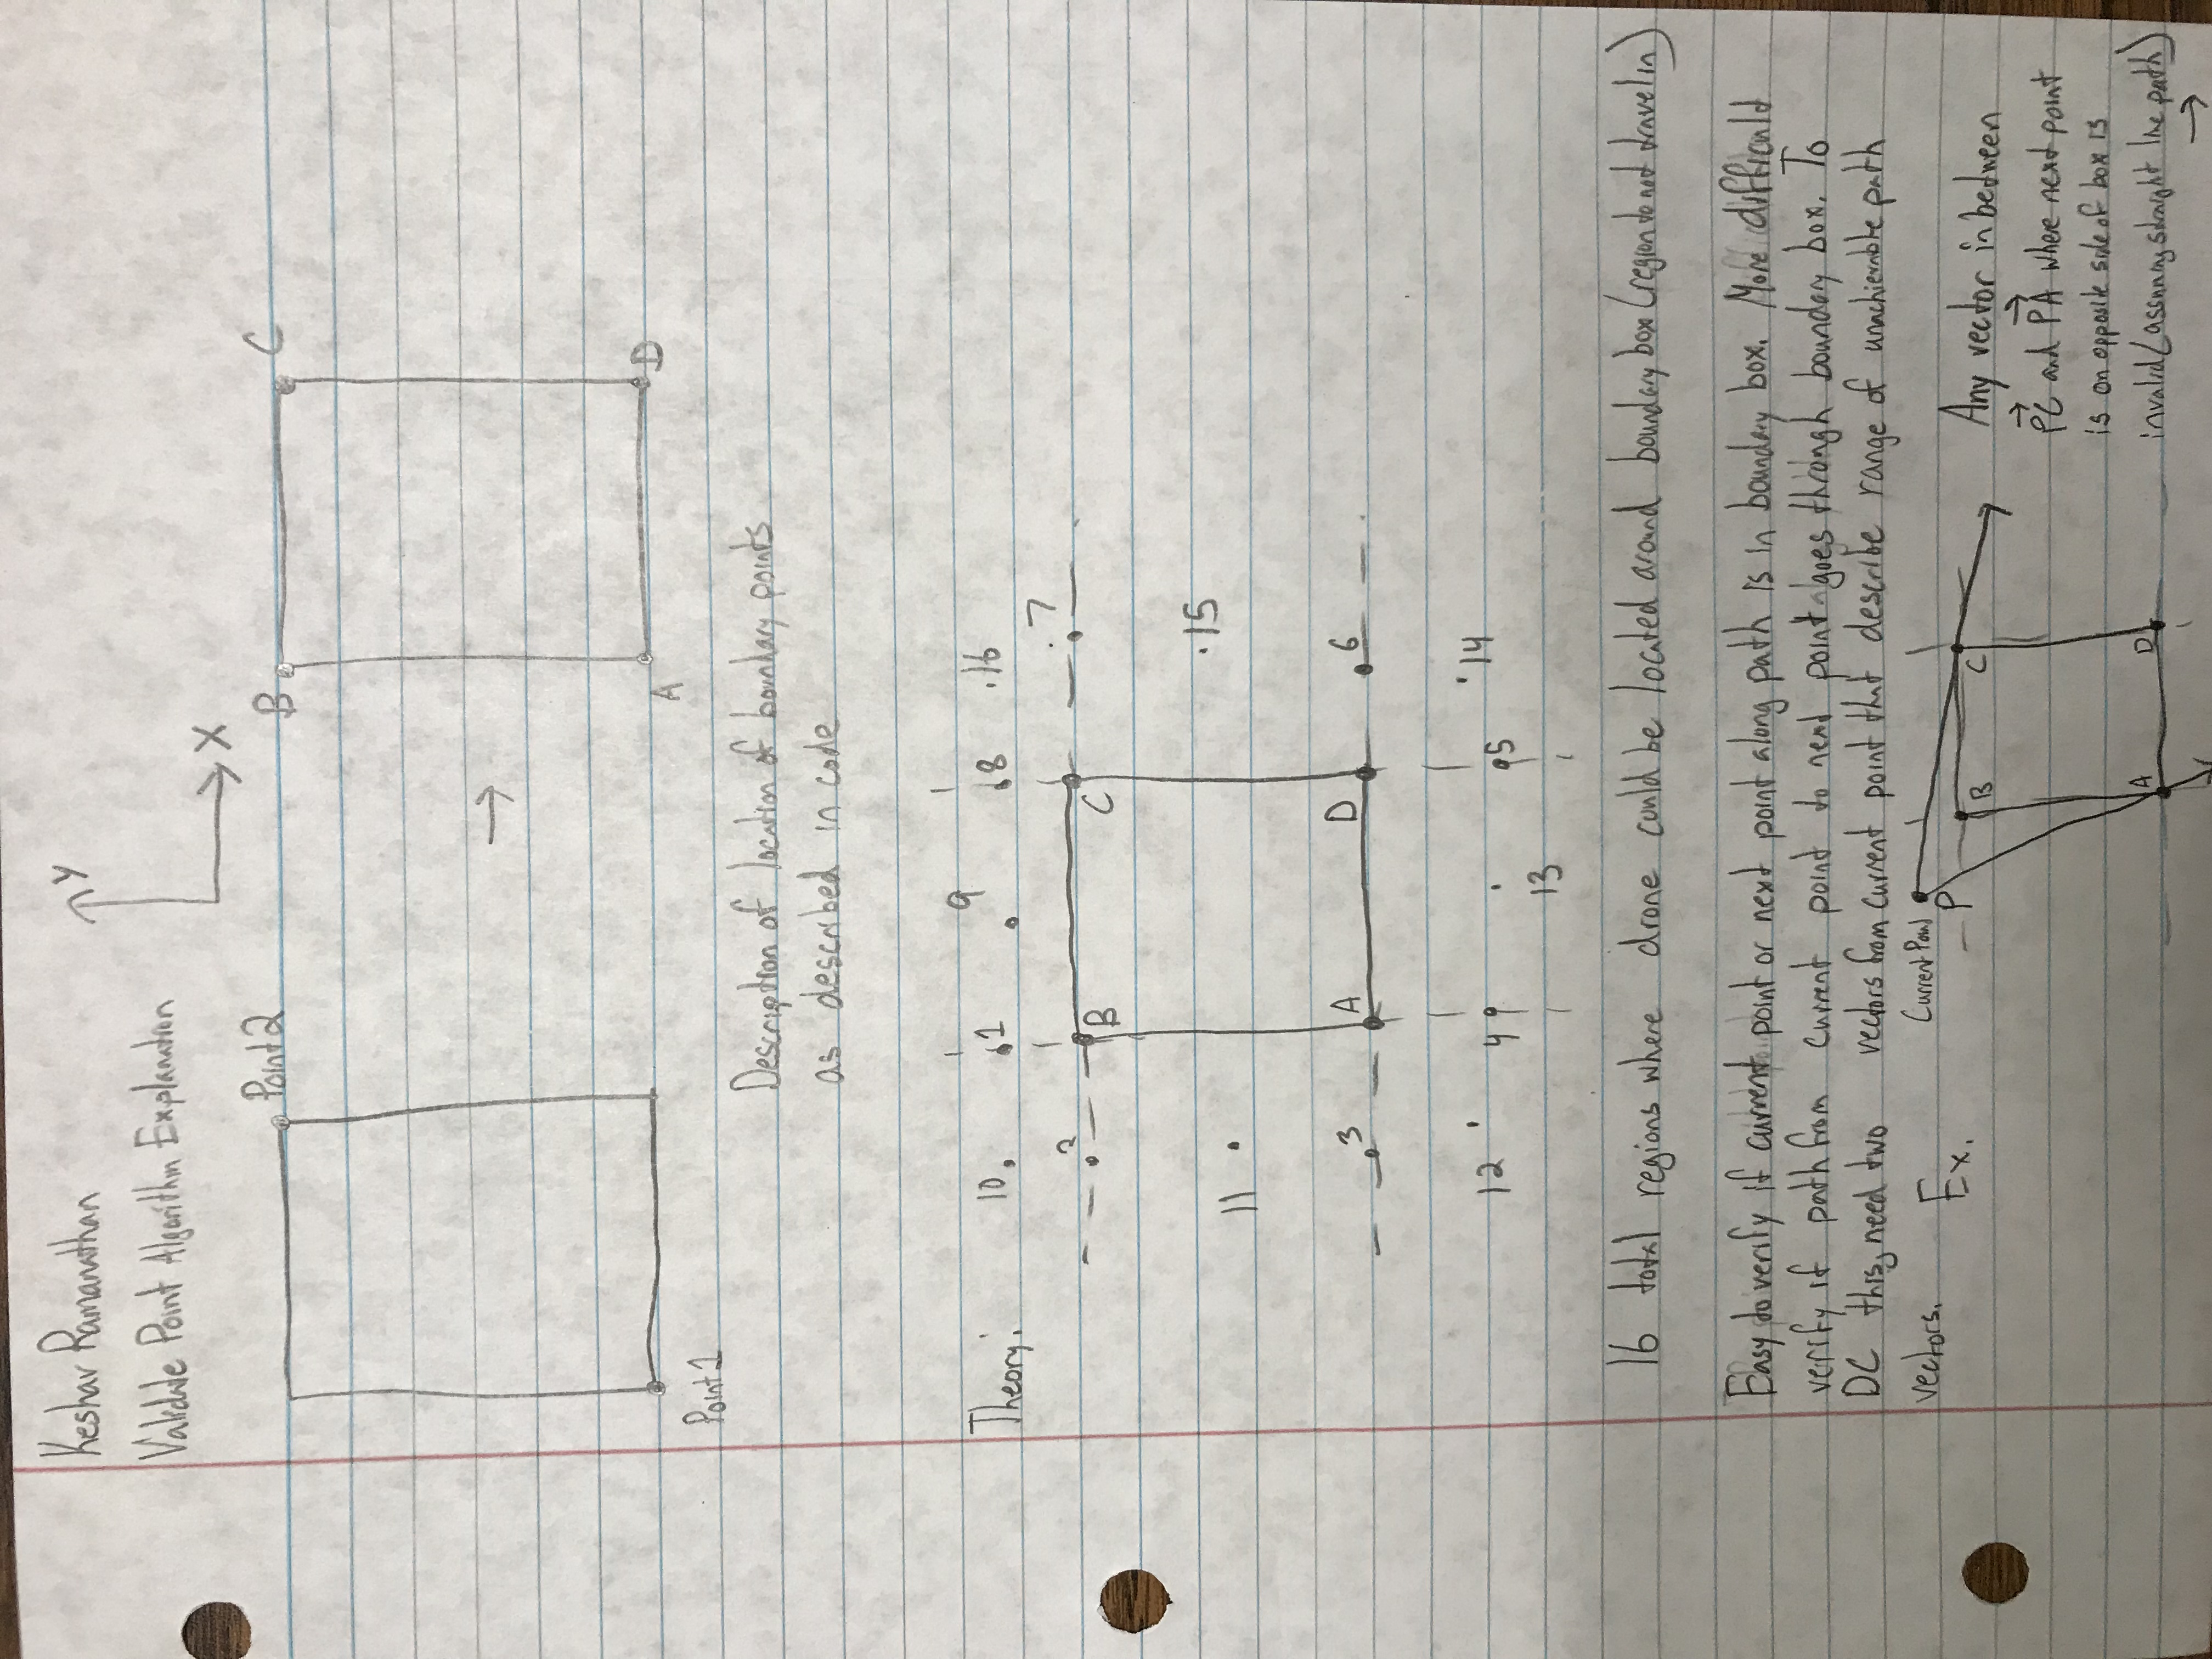 Keshav Ramanathan
Validate Point Algorithm Explanation
Y
X
Point 2
B
C
A
D
Point 1
Description of location of boundary points
as described in code
Theory:
10
1
9
8
16
2
7
B
C
15
11
3
A
D
6
12
4
5
14
13
16 total regions where drone could be located around boundary box (region to not travel in)
Easy to verify if current point or next point along path is in boundary box. More difficult
verify if path from current point to next point goes through boundary box. To
DO this, need two vectors from current point that describe range of unachievable path
vectors.
Ex.
Current Point
P
B
C
A
D
Any vector in between
PC and PA where next point
is on opposite side of box is
invalid (assuming straight line path)